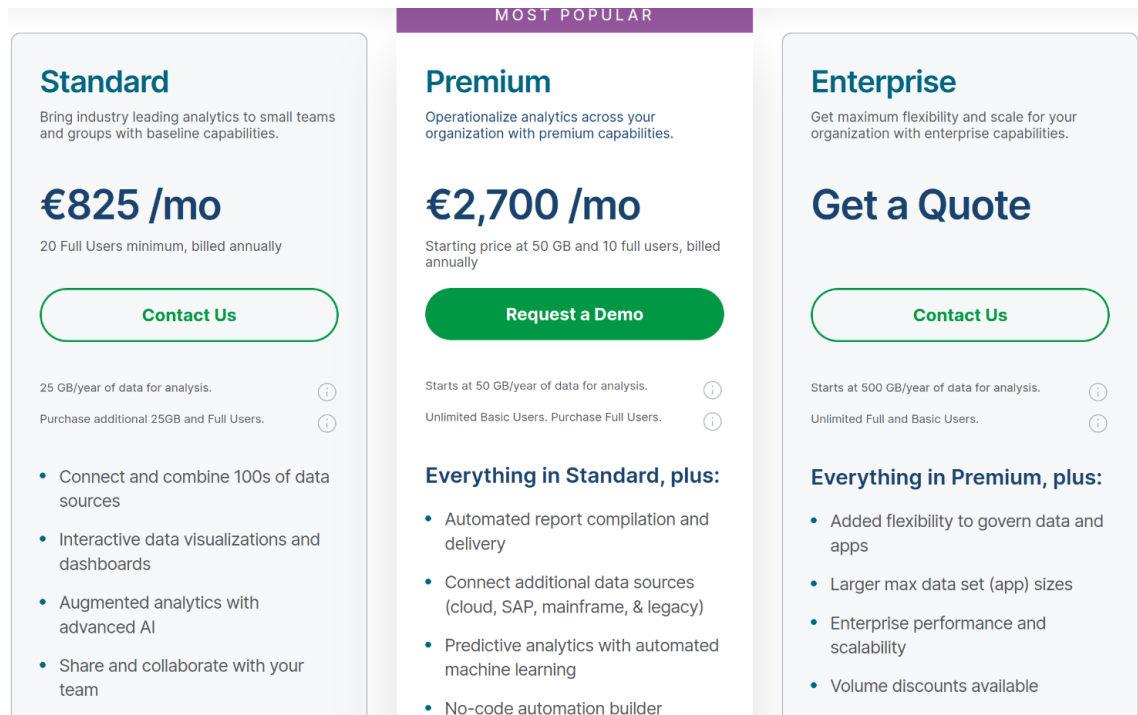 MOST POPULAR
Standard
Bring industry leading analytics to small teams
and groups with baseline capabilities.
€825 /mo
20 Full Users minimum, billed annually
Contact Us
25 GB/year of data for analysis.
Purchase additional 25GB and Full Users.
Connect and combine 100s of data
sources
Interactive data visualizations and
dashboards
Augmented analytics with
advanced AI
Share and collaborate with your
team
Premium
Operationalize analytics across your
organization with premium capabilities.
€2,700 /mo
Starting price at 50 GB and 10 full users, billed
annually
Request a Demo
Starts at 50 GB/year of data for analysis.
Unlimited Basic Users. Purchase Full Users.
Everything in Standard, plus:
Automated report compilation and
delivery
Connect additional data sources
(cloud, SAP, mainframe, & legacy)
Predictive analytics with automated
machine learning
No-code automation builder
Enterprise
Get maximum flexibility and scale for your
organization with enterprise capabilities.
Get a Quote
Contact Us
Starts at 500 GB/year of data for analysis.
Unlimited Full and Basic Users.
Everything in Premium, plus:
Added flexibility to govern data and
apps
Larger max data set (app) sizes
Enterprise performance and
scalability
Volume discounts available